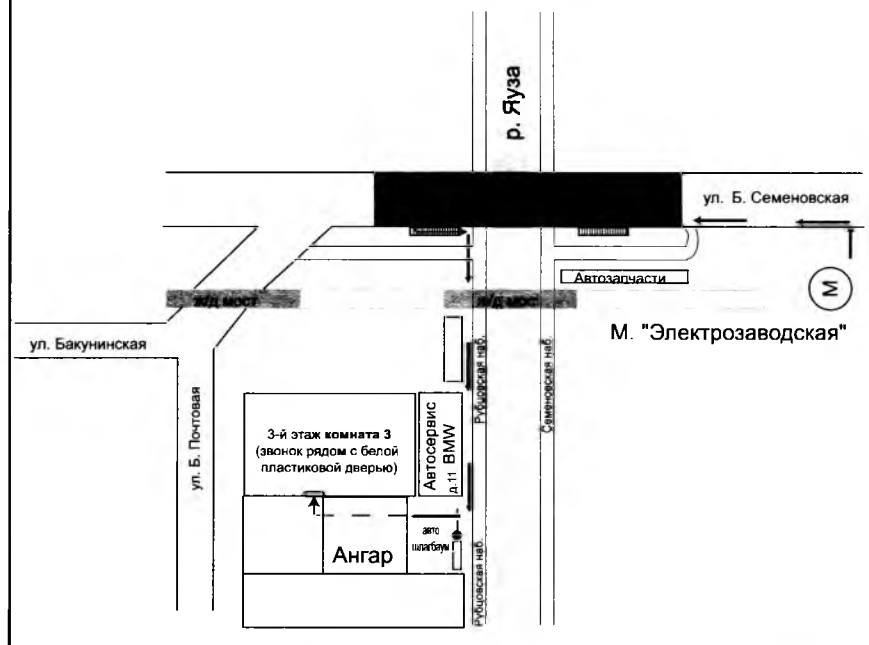 р. Яуза
ул. Б. Семеновская
Автозапчасти
М
ж/д мост
ж/д мост
М. "Электрозаводская"
ул. Бакунинская
Рубцовская наб.
Семеновская наб.
ул. Б. Почтовая
3-й этаж комната 3
(звонок рядом с белой
пластиковой дверью)
Автосервис
д.11 BMW
авто
шлагбаум
Ангар
Рубцовская наб.